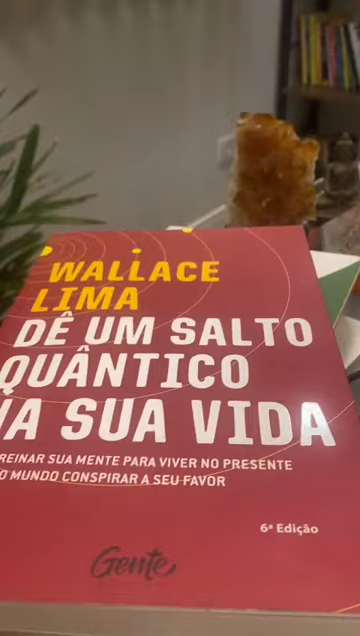 WALLACE
LIMA
DÊ UM SALTO
QUÂNTICO
NA SUA VIDA
REINAR SUA MENTE PARA VIVER NO PRESENTE
O MUNDO CONSPIRAR A SEU FAVOR
6ª Edição
Gente